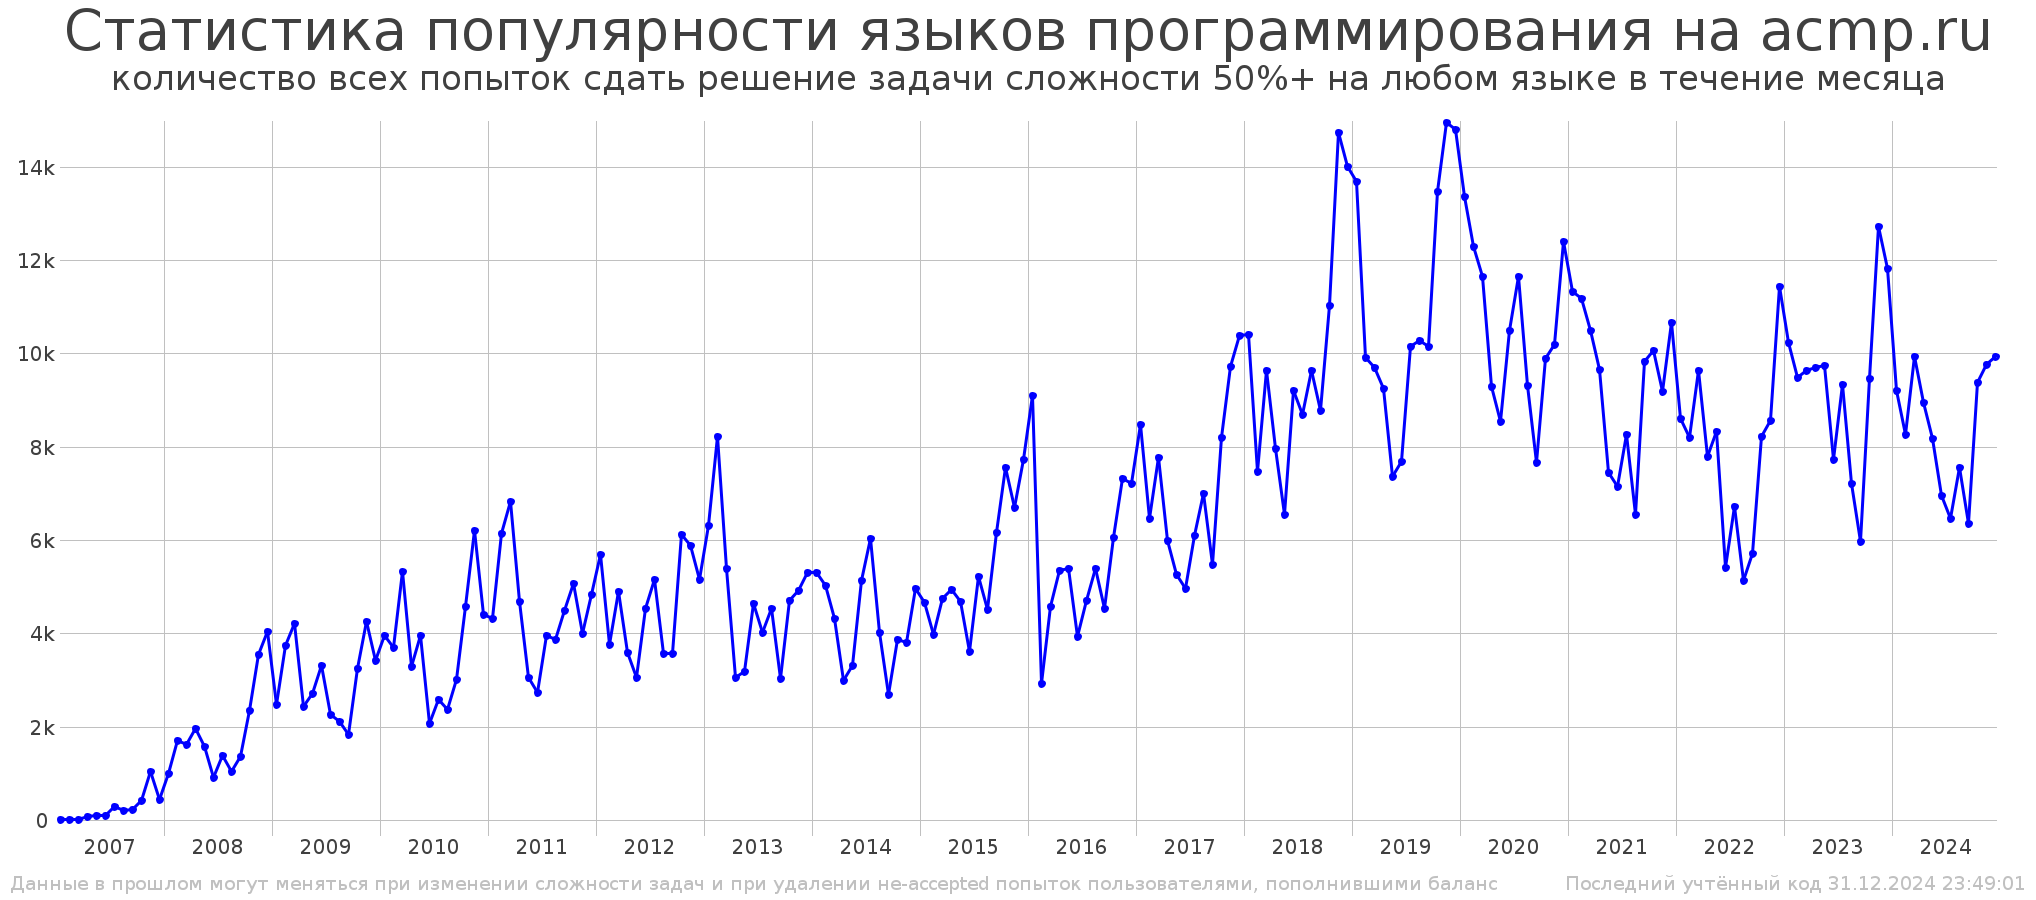 Статистика популярности языков программирования на acmp.ru
количество всех попыток сдать решение задачи сложности 50%+ на любом языке в течение месяца
14k
12k
10k
8k
6k
4k
2k
0
2007 2008 2009 2010 2011 2012 2013 2014 2015 2016 2017 2018 2019 2020 2021 2022 2023 2024
Данные в прошлом могут меняться при изменении сложности задач и при удалении не-accepted попыток пользователями, пополнившими баланс Последний учтённый код 31.12.2024 23:49:01